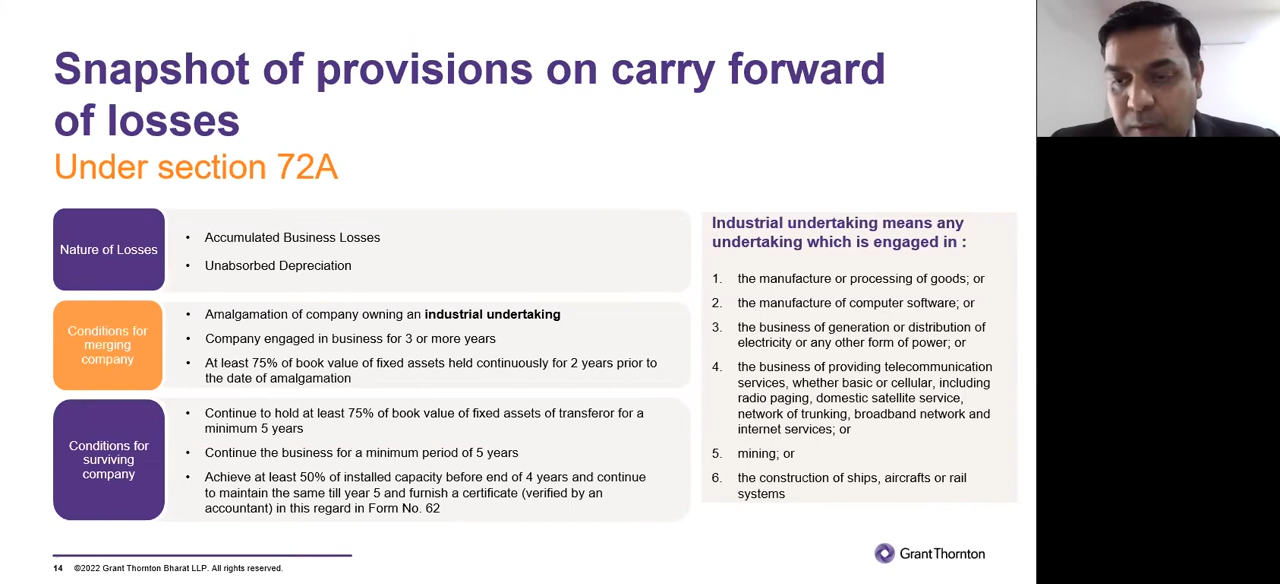 Snapshot of provisions on carry forward
of losses
Under section 72A
Nature of Losses
• Accumulated Business Losses
• Unabsorbed Depreciation
Conditions for
merging
company
• Amalgamation of company owning an industrial undertaking
• Company engaged in business for 3 or more years
• At least 75% of book value of fixed assets held continuously for 2 years prior to
the date of amalgamation
Conditions for
surviving
company
• Continue to hold at least 75% of book value of fixed assets of transferor for a
minimum 5 years
• Continue the business for a minimum period of 5 years
• Achieve at least 50% of installed capacity before end of 4 years and continue
to maintain the same till year 5 and furnish a certificate (verified by an
accountant) in this regard in Form No. 62
Industrial undertaking means any
undertaking which is engaged in :
1. the manufacture or processing of goods; or
2. the manufacture of computer software; or
3. the business of generation or distribution of
electricity or any other form of power; or
4. the business of providing telecommunication
services, whether basic or cellular, including
radio paging, domestic satellite service,
network of trunking, broadband network and
internet services; or
5. mining; or
6. the construction of ships, aircrafts or rail
systems
14 ©2022 Grant Thornton Bharat LLP. All rights reserved.
GrantThornton